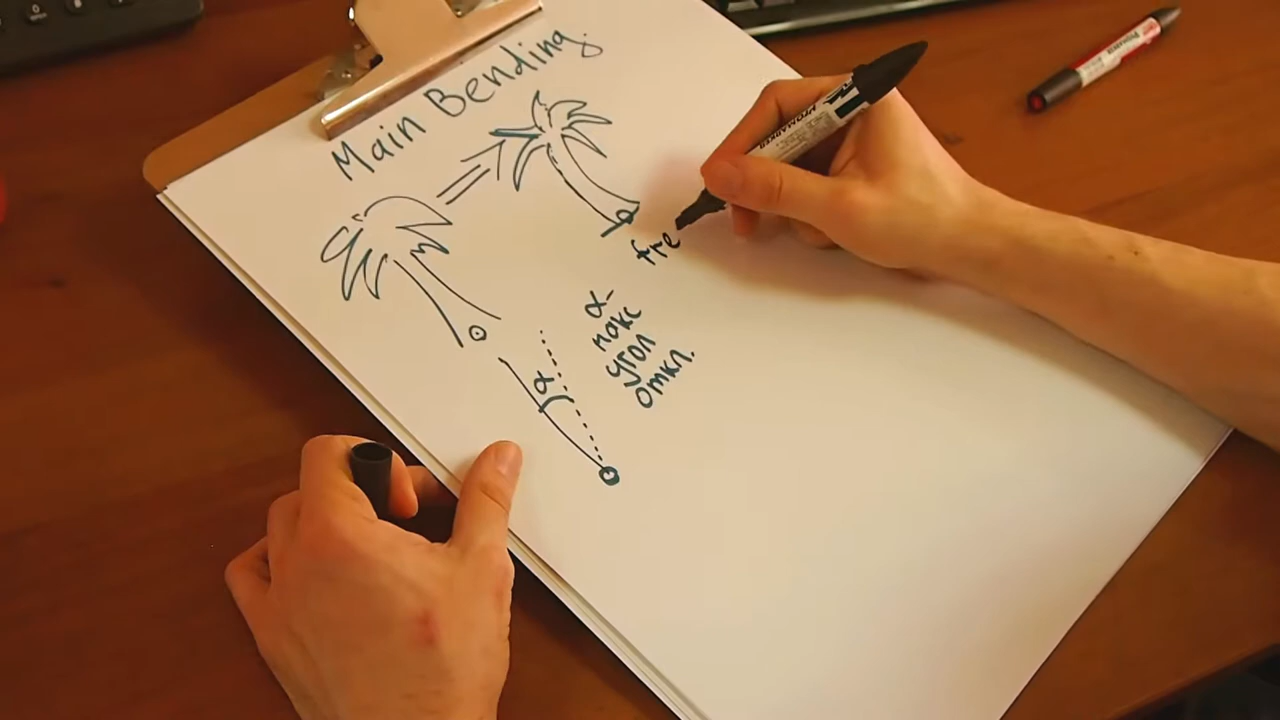 Main Bending.
fre
α-
макс
угол
откл.
α